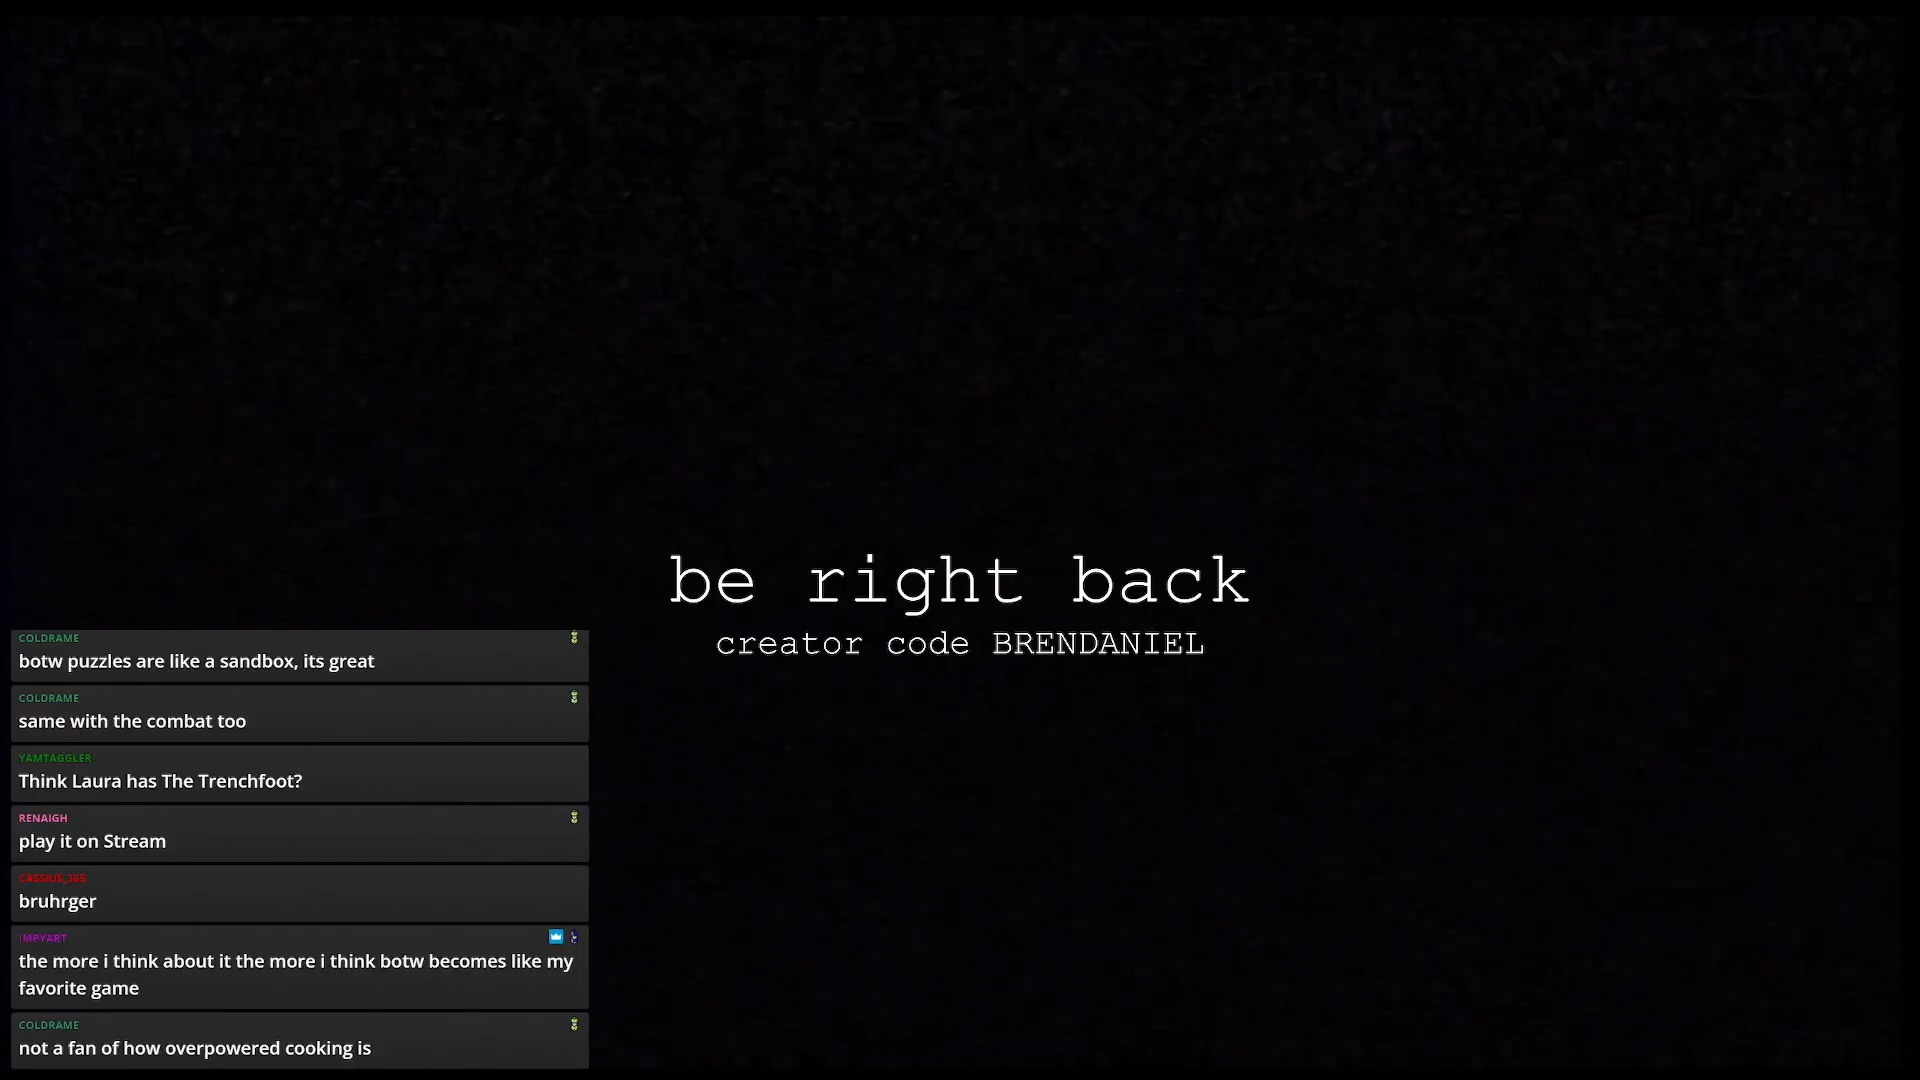 be right back
creator code BRENDANIEL
COLDRAME
botw puzzles are like a sandbox, its great
COLDRAME
same with the combat too
YAMTAGGLER
Think Laura has The Trenchfoot?
RENAIGH
play it on Stream
CASSIUS_365
bruhrger
IMPYART
the more i think about it the more i think botw becomes like my
favorite game
COLDRAME
not a fan of how overpowered cooking is